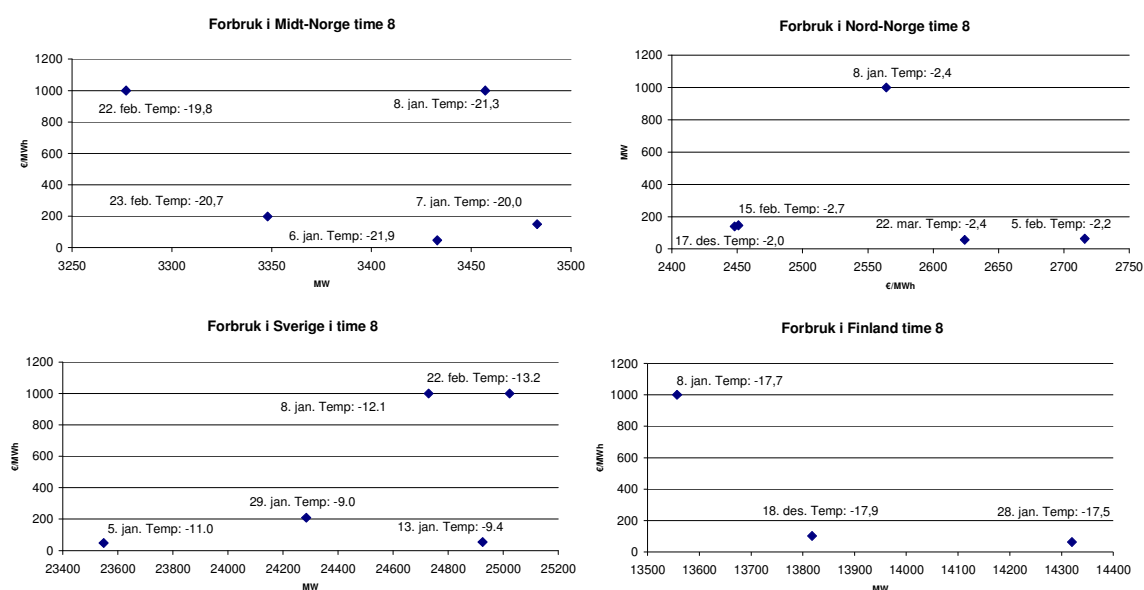 Forbruk i Midt-Norge time 8
1200
1000
800
600
400
200
0
€/MWh
22. feb. Temp: -19,8
8. jan. Temp: -21,3
23. feb. Temp: -20,7
7. jan. Temp: -20,0
6. jan. Temp: -21,9
3250 3300 3350 3400 3450 3500
MW
Forbruk i Nord-Norge time 8
1200
1000
800
600
400
200
0
MW
8. jan. Temp: -2,4
15. feb. Temp: -2,7
17. des. Temp: -2,0
22. mar. Temp: -2,4
5. feb. Temp: -2,2
2400 2450 2500 2550 2600 2650 2700 2750
€/MWh
Forbruk i Sverige i time 8
1200
1000
800
600
400
200
0
€/MWh
22. feb. Temp: -13.2
8. jan. Temp: -12.1
29. jan. Temp: -9.0
5. jan. Temp: -11.0
13. jan. Temp: -9.4
23400 23600 23800 24000 24200 24400 24600 24800 25000 25200
MW
Forbruk i Finland time 8
1200
1000
800
600
400
200
0
€/MWh
8. jan. Temp: -17,7
18. des. Temp: -17,9
28. jan. Temp: -17,5
13500 13600 13700 13800 13900 14000 14100 14200 14300 14400
MW